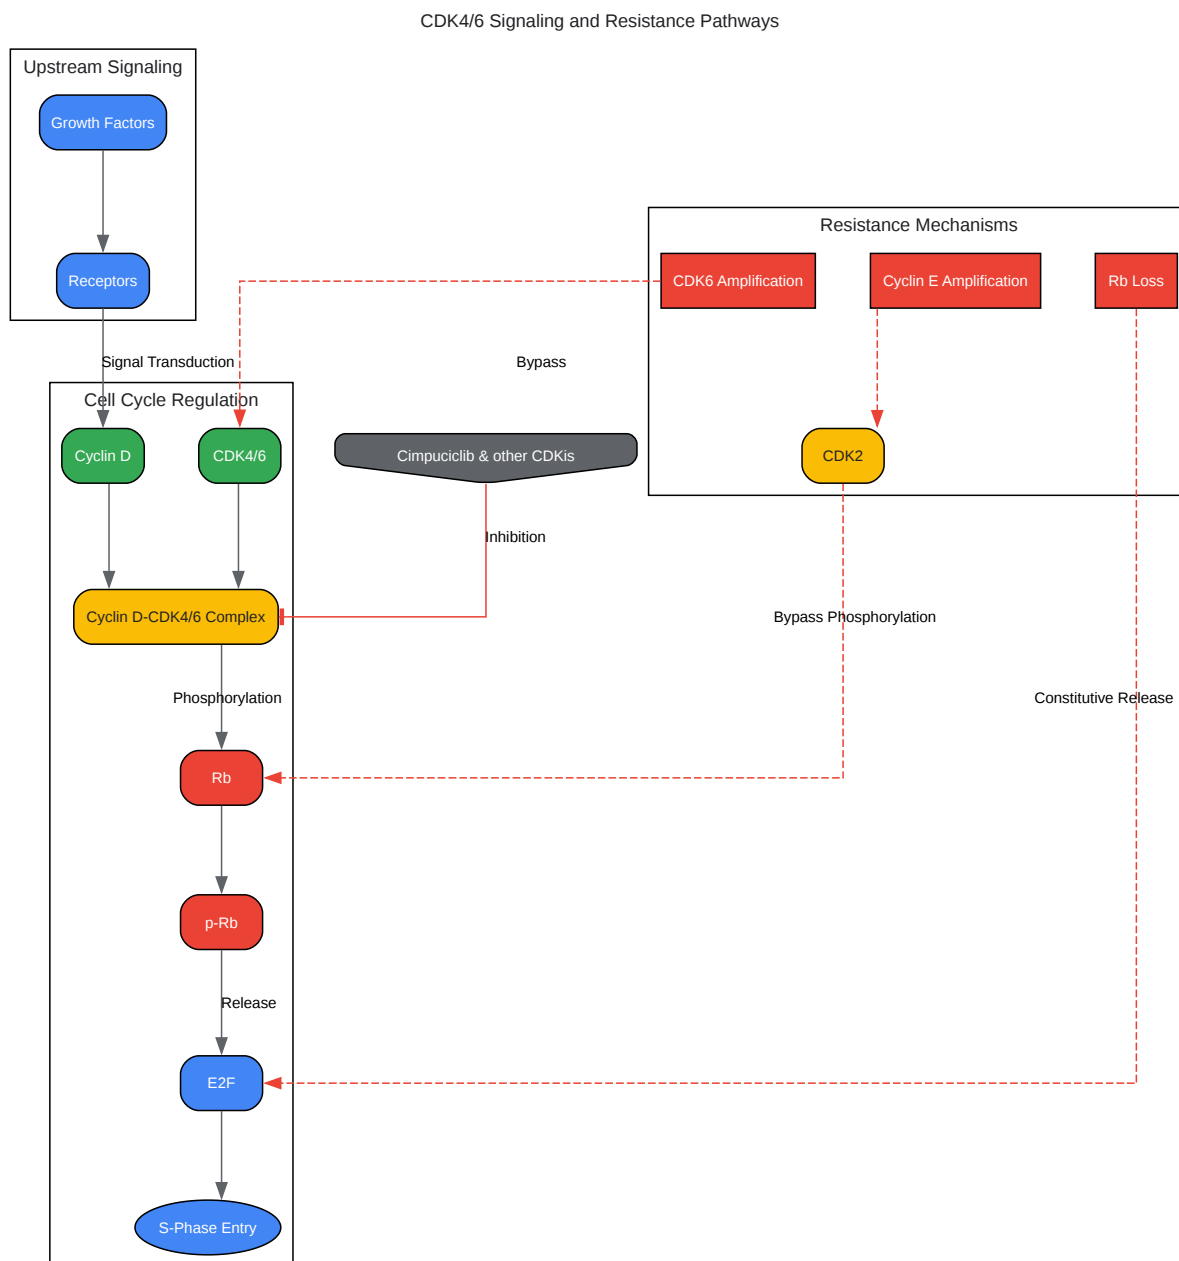 CDK4/6 Signaling and Resistance Pathways
Upstream Signaling
Growth Factors
Receptors
Signal Transduction
Resistance Mechanisms
CDK6 Amplification
Cyclin E Amplification
Rb Loss
Bypass
Cell Cycle Regulation
Cyclin D
CDK4/6
Cimpuciclib & other CDKis
CDK2
Inhibition
Cyclin D-CDK4/6 Complex
Bypass Phosphorylation
Phosphorylation
Constitutive Release
Rb
p-Rb
Release
E2F
S-Phase Entry